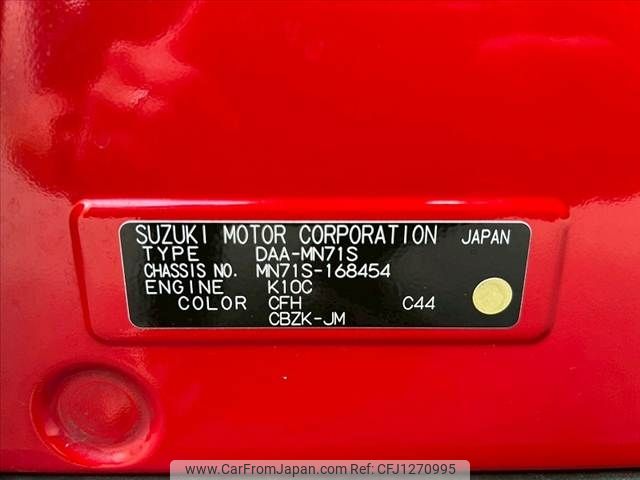 SUZUKI MOTOR CORPORATION JAPAN
TYPE DAA-MN71S
CHASSIS NO. MN71S-168454
ENGINE K10C
COLOR CFH C44
CBZK-JM
www.CarFromJapan.com | CFJ1270995